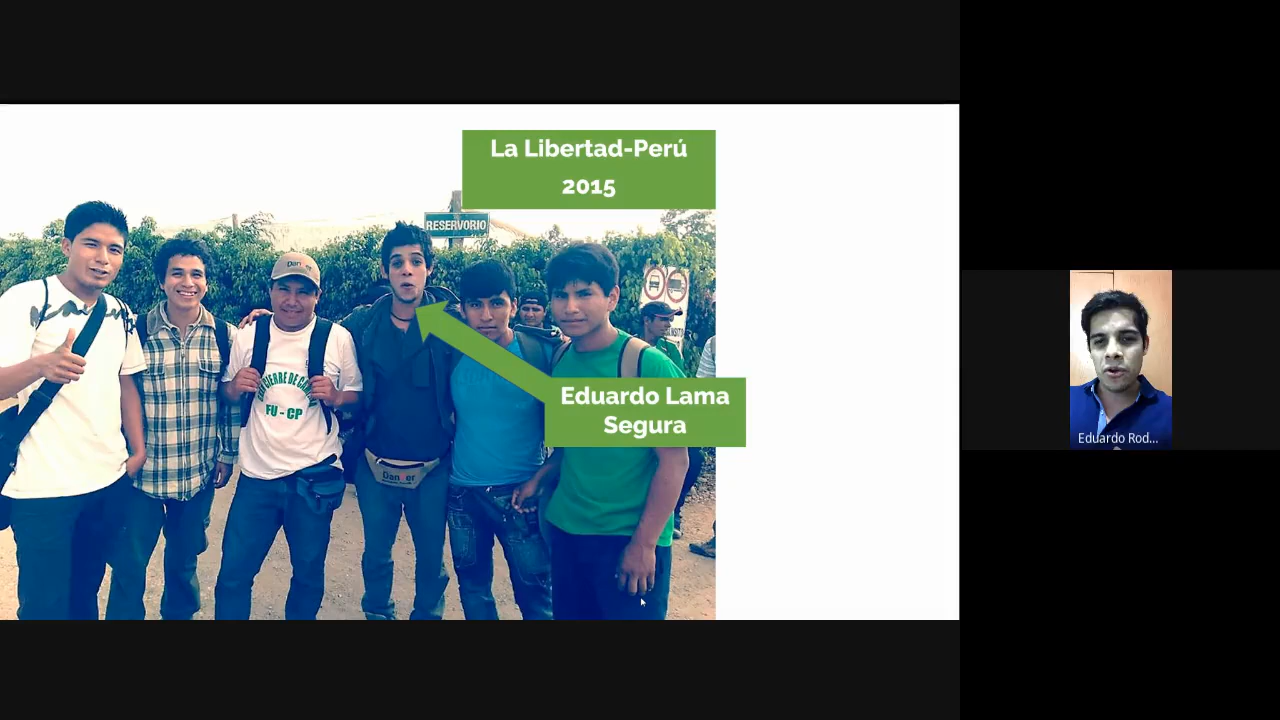 La Libertad-Perú
2015
RESERVORIO
Eduardo Lama
Segura
FU - CP
Eduardo Rod...